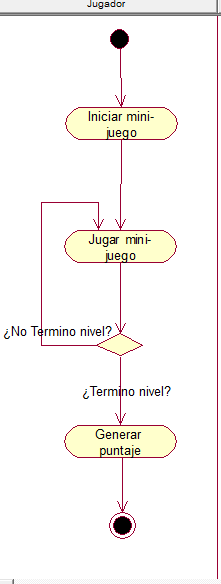 Jugador
Iniciar mini-
juego
Jugar mini-
juego
¿No Termino nivel?
¿Termino nivel?
Generar
puntaje